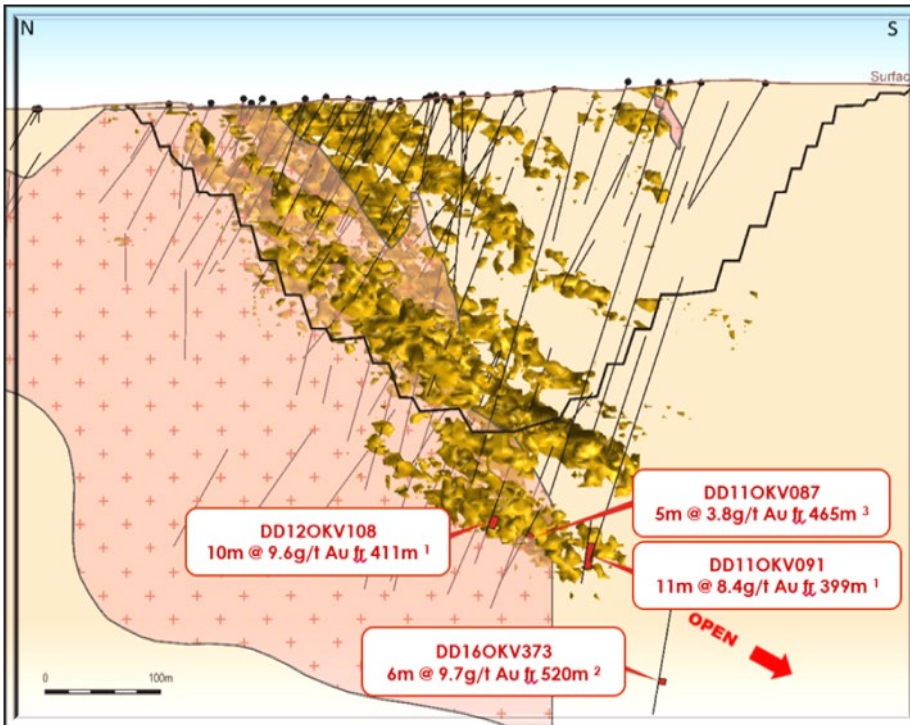 N
S
Surfac
DD11OKV087
5m @ 3.8g/t Au fr 465m ³
DD12OKV108
10m @ 9.6g/t Au fr 411m ¹
DD11OKV091
11m @ 8.4g/t Au fr 399m ¹
OPEN
DD16OKV373
6m @ 9.7g/t Au fr 520m ²
0
100m